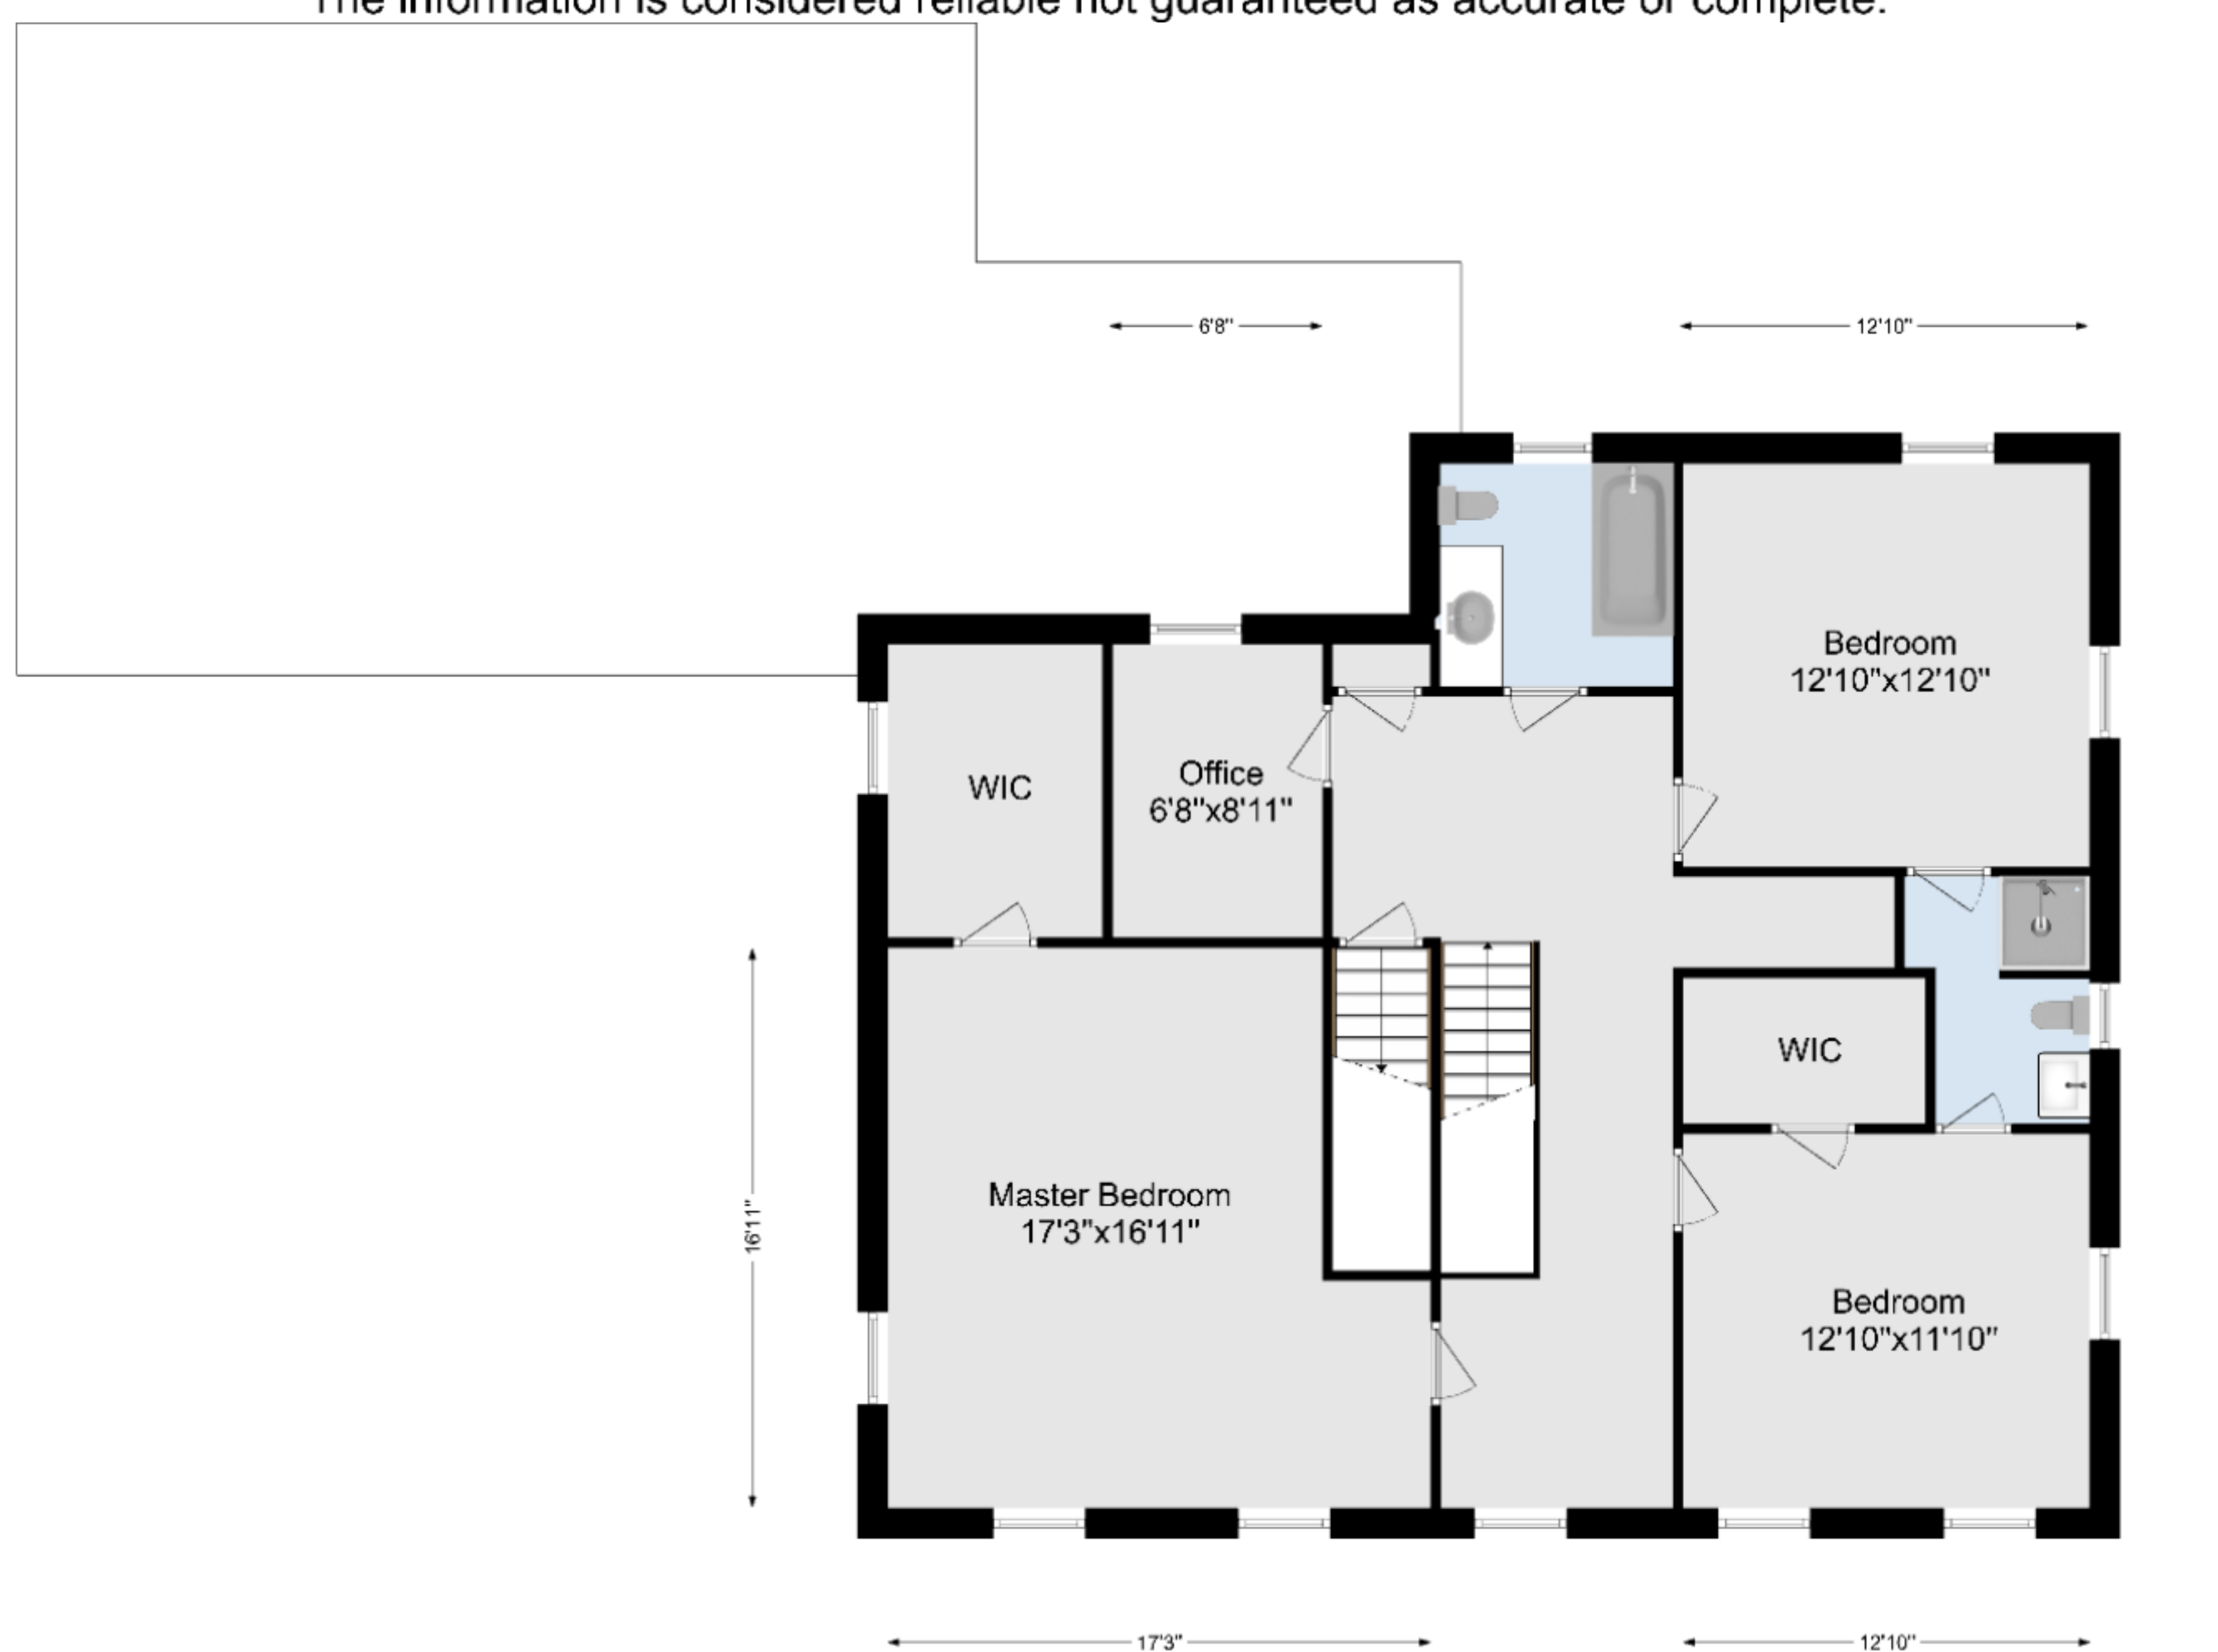 The information is considered reliable not guaranteed as accurate or complete.
6'8"
12'10"
Bedroom
12'10"x12'10"
WIC
Office
6'8"x8'11"
WIC
16'11"
Master Bedroom
17'3"x16'11"
Bedroom
12'10"x11'10"
17'3"
12'10"